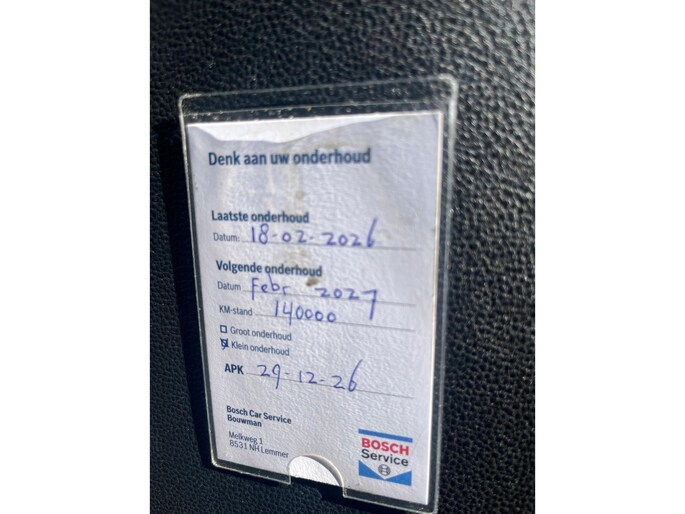 Denk aan uw onderhoud
Laatste onderhoud
Datum: 18-02-2026
Volgende onderhoud
Datum Febr 2027
KM-stand 140000
Groot onderhoud
Klein onderhoud
APK 29-12-26
Bosch Car Service
Bouwman
Melkweg 1
8531 NH Lemmer
BOSCH
Service